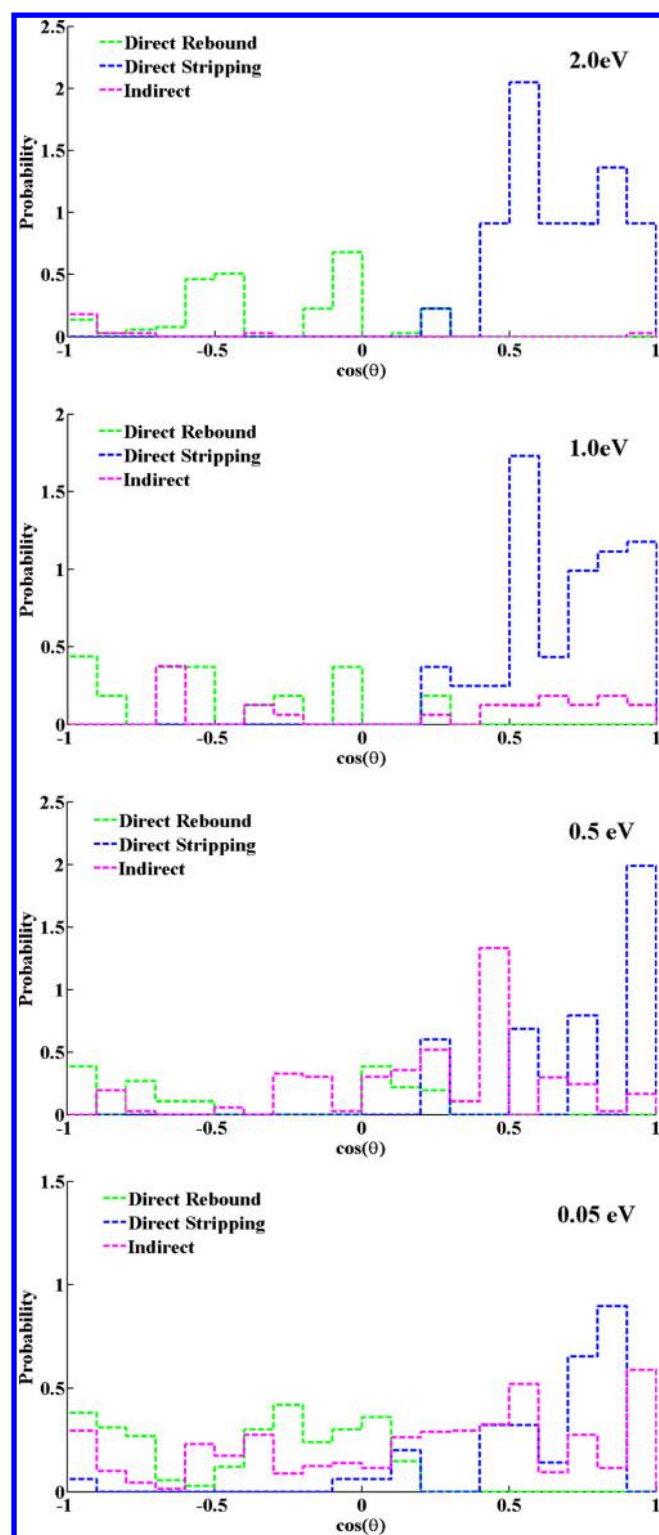 2.5
Direct Rebound
Direct Stripping
Indirect
2.0eV
2
1.5
1
0.5
0
Probability
-1 -0.5 0 0.5 1
cos(θ)
2
Direct Rebound
Direct Stripping
Indirect
1.0eV
1.5
1
0.5
0
Probability
-1 -0.5 0 0.5 1
cos(θ)
2.5
Direct Rebound
Direct Stripping
Indirect
0.5 eV
2
1.5
1
0.5
0
Probability
-1 -0.5 0 0.5 1
cos(θ)
1.5
Direct Rebound
Direct Stripping
Indirect
0.05 eV
1
0.5
0
Probability
-1 -0.5 0 0.5 1
cos(θ)